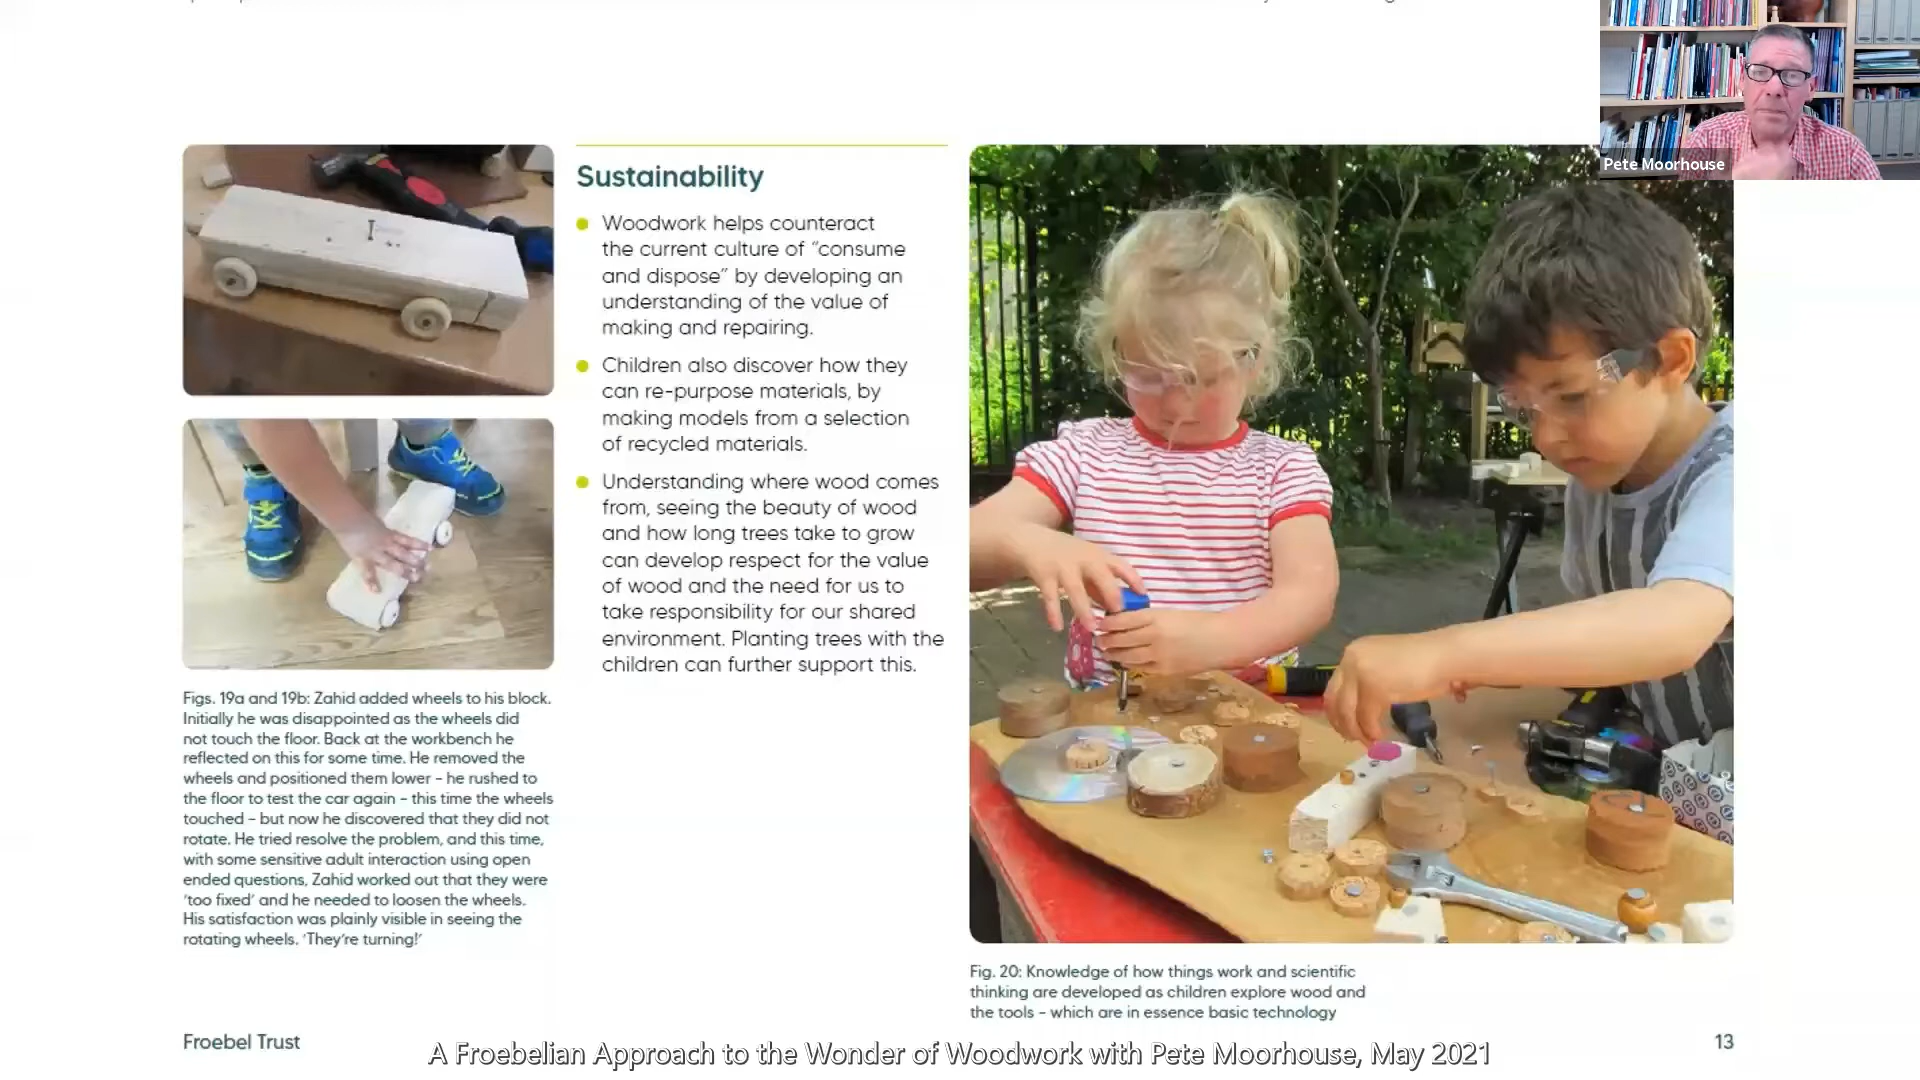 Pete Moorhouse
Sustainability
Woodwork helps counteract
the current culture of “consume
and dispose” by developing an
understanding of the value of
making and repairing.
Children also discover how they
can re-purpose materials, by
making models from a selection
of recycled materials.
Understanding where wood comes
from, seeing the beauty of wood
and how long trees take to grow
can develop respect for the value
of wood and the need for us to
take responsibility for our shared
environment. Planting trees with the
children can further support this.
Figs. 19a and 19b: Zahid added wheels to his block.
Initially he was disappointed as the wheels did
not touch the floor. Back at the workbench he
reflected on this for some time. He removed the
wheels and positioned them lower – he rushed to
the floor to test the car again – this time the wheels
touched – but now he discovered that they did not
rotate. He tried resolve the problem, and this time,
with some sensitive adult interaction using open
ended questions, Zahid worked out that they were
‘too fixed’ and he needed to loosen the wheels.
His satisfaction was plainly visible in seeing the
rotating wheels. ‘They’re turning!’
Fig. 20: Knowledge of how things work and scientific
thinking are developed as children explore wood and
the tools – which are in essence basic technology
Froebel Trust
13
A Froebelian Approach to the Wonder of Woodwork with Pete Moorhouse, May 2021